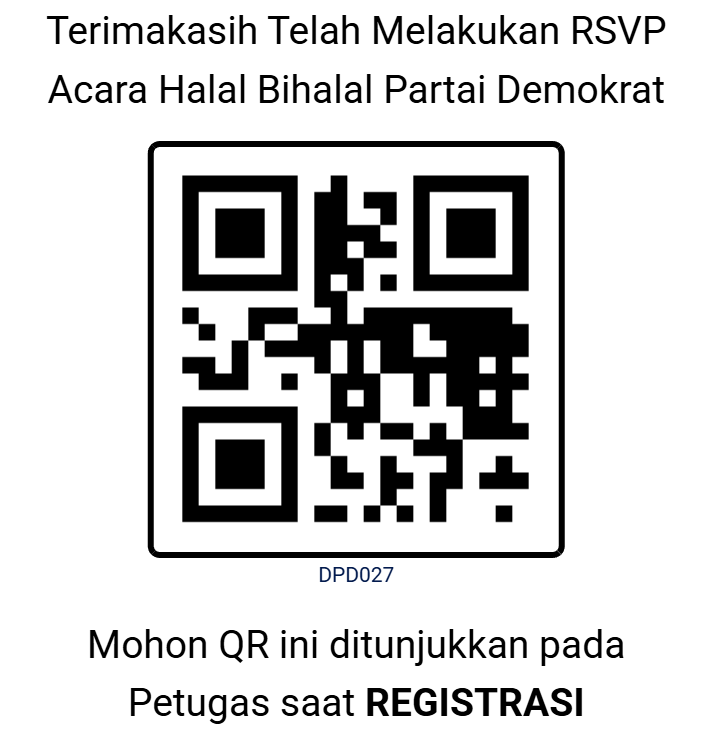 Terimakasih Telah Melakukan RSVP
Acara Halal Bihalal Partai Demokrat
DPD027
Mohon QR ini ditunjukkan pada
Petugas saat REGISTRASI